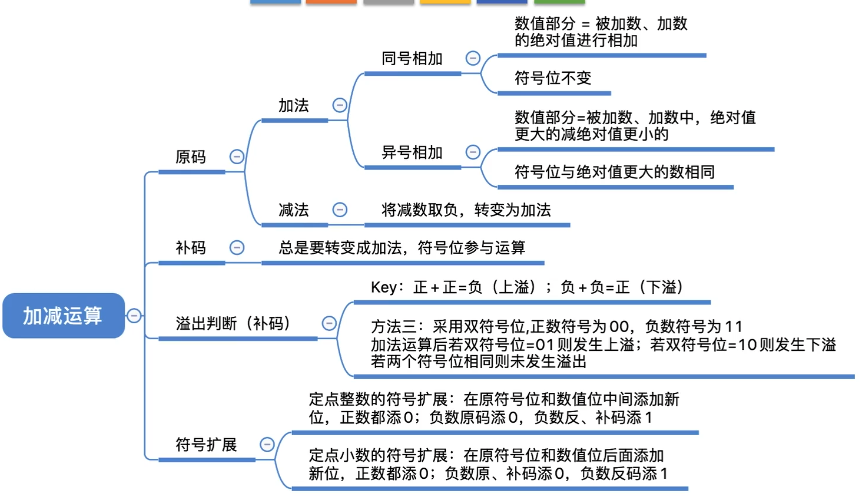 数值部分 = 被加数、加数
的绝对值进行相加
同号相加
符号位不变
加法
数值部分=被加数、加数中，绝对值
更大的减绝对值更小的
异号相加
原码
符号位与绝对值更大的数相同
减法
将减数取负，转变为加法
补码
总是要转变成加法，符号位参与运算
加减运算
Key：正+正=负（上溢）；负+负=正（下溢）
溢出判断（补码）
方法三：采用双符号位,正数符号为00，负数符号为11
加法运算后若双符号位=01则发生上溢；若双符号位=10则发生下溢
若两个符号位相同则未发生溢出
定点整数的符号扩展：在原符号位和数值位中间添加新
位，正数都添0；负数原码添0，负数反、补码添1
符号扩展
定点小数的符号扩展：在原符号位和数值位后面添加
新位，正数都添0；负数原、补码添0，负数反码添1